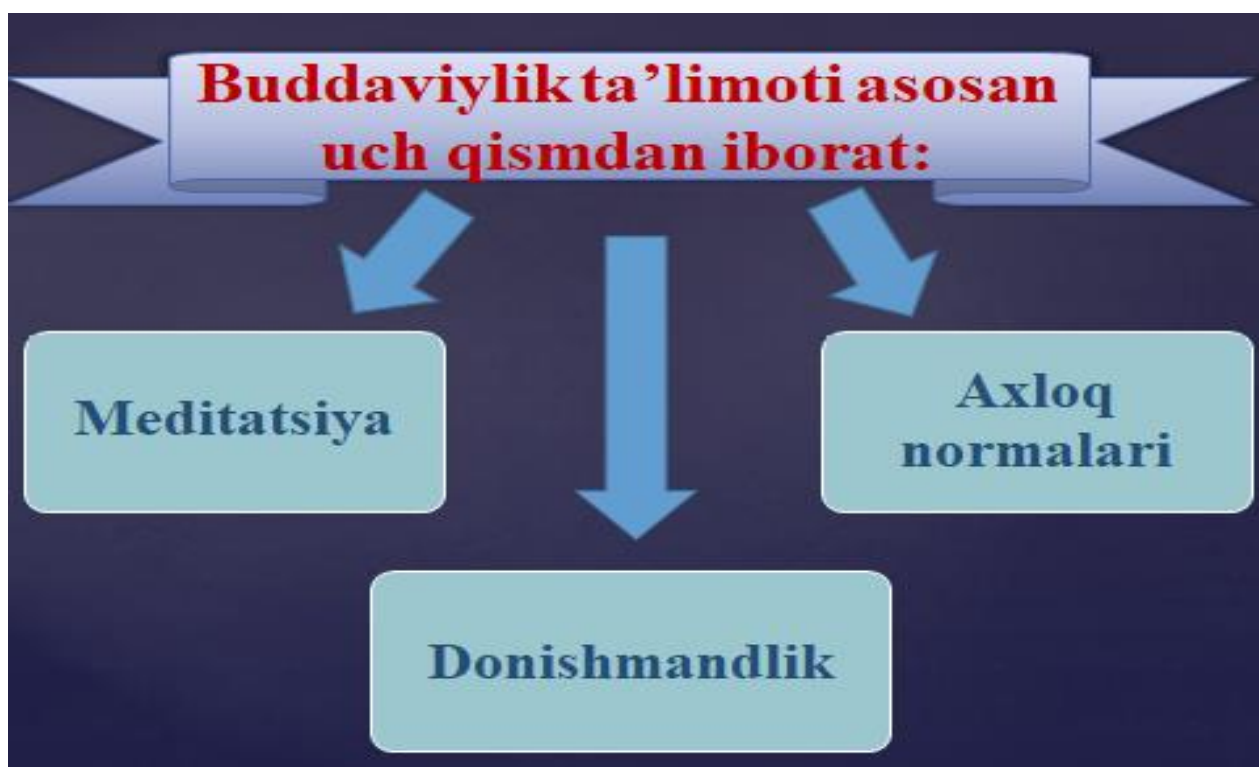 Buddaviylik ta’limoti asosan
uch qismdan iborat:
Meditatsiya
Axloq
normalari
Donishmandlik